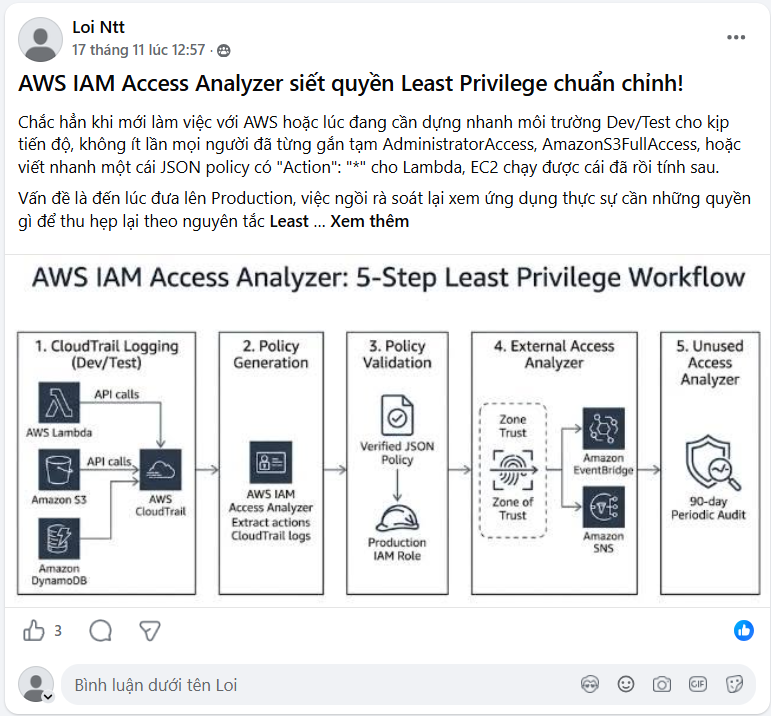 Loi Ntt
17 tháng 11 lúc 12:57 ·
AWS IAM Access Analyzer siết quyền Least Privilege chuẩn chỉnh!
Chắc hẳn khi mới làm việc với AWS hoặc lúc đang cần dựng nhanh môi trường Dev/Test cho kịp
tiến độ, không ít lần mọi người đã từng gắn tạm AdministratorAccess, AmazonS3FullAccess, hoặc
viết nhanh một cái JSON policy có "Action": "*" cho Lambda, EC2 chạy được cái đã rồi tính sau.
Vấn đề là đến lúc đưa lên Production, việc ngồi rà soát lại xem ứng dụng thực sự cần những quyền
gì để thu hẹp lại theo nguyên tắc Least ... Xem thêm
AWS IAM Access Analyzer: 5-Step Least Privilege Workflow
1. CloudTrail Logging
(Dev/Test)
API calls
AWS Lambda
API calls
Amazon S3
AWS
CloudTrail
Amazon
DynamoDB
2. Policy
Generation
AWS IAM
Access Analyzer
Extract actions
CloudTrail logs
3. Policy
Validation
Verified JSON
Policy
Production
IAM Role
4. External Access
Analyzer
Zone
Trust
Zone of
Trust
Amazon
EventBridge
Amazon
SNS
5. Unused
Access
Analyzer
90-day
Periodic Audit
3
Bình luận dưới tên Loi
GIF